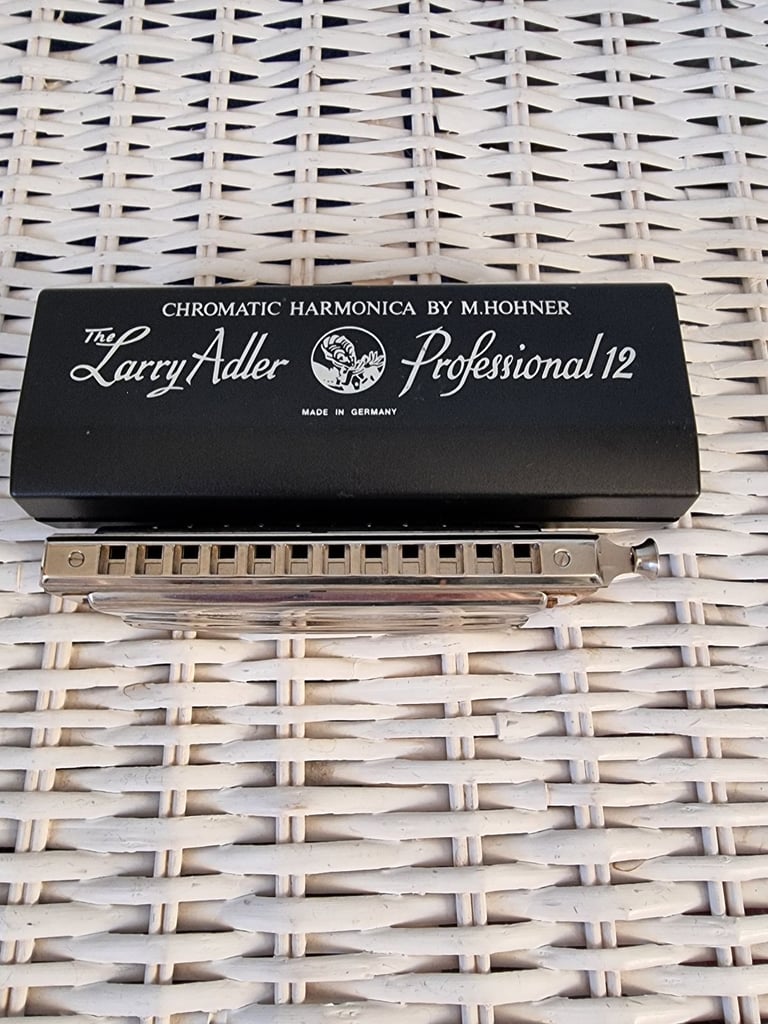 CHROMATIC HARMONICA BY M.HOHNER
The Larry Adler Professional 12
MADE IN GERMANY